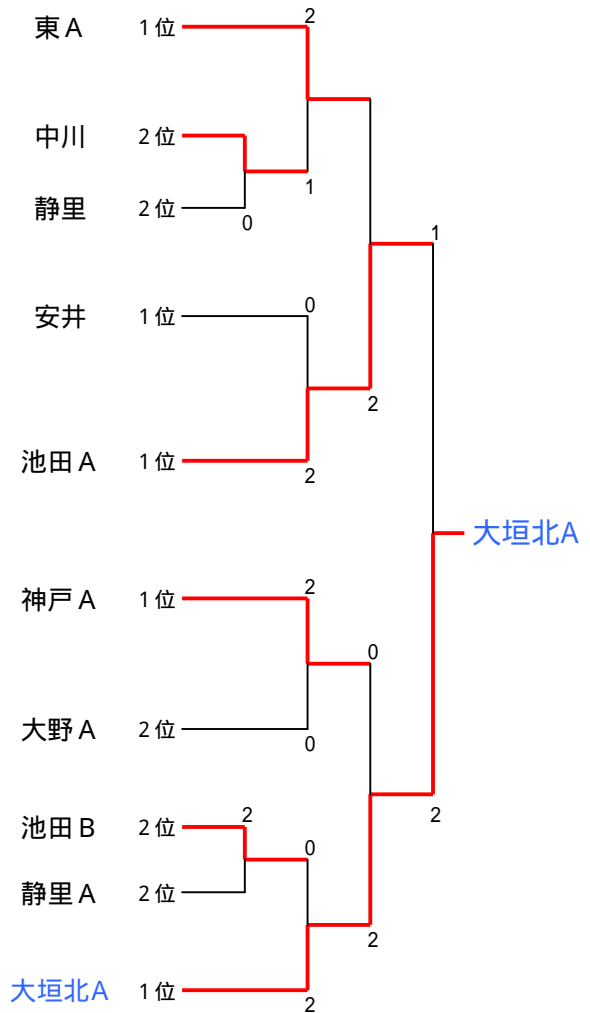 東A 1位 2
中川 2位
1
静里 2位 0
1
安井 1位 0
2
池田A 1位 2
大垣北A
神戸A 1位 2
0
大野A 2位 0
池田B 2位 2
2
0
静里A 2位
2
大垣北A 1位 2